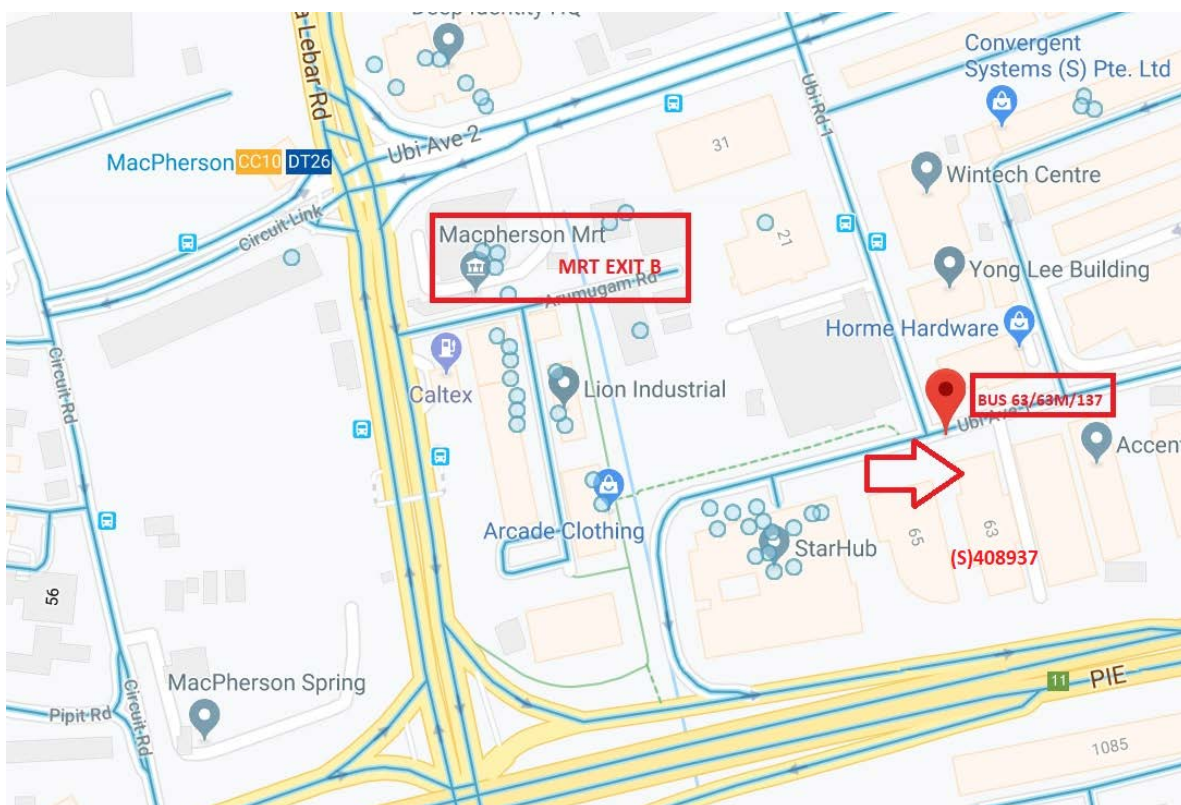 Deep Identity HQ
a Lebar Rd
Convergent
Systems (S) Pte. Ltd
Ubi Rd 1
Ubi Ave 2
31
MacPherson CC10 DT26
Wintech Centre
Circuit Link
Macpherson Mrt
21
MRT EXIT B
Yong Lee Building
Arumugam Rd
Horme Hardware
Circuit Rd
Caltex
Lion Industrial
BUS 63/63M/137
Ubi Ave 1
Accent
Arcade Clothing
StarHub
65
63
(S)408937
56
MacPherson Spring
11
PIE
Pipit Rd
Circuit Rd
1085